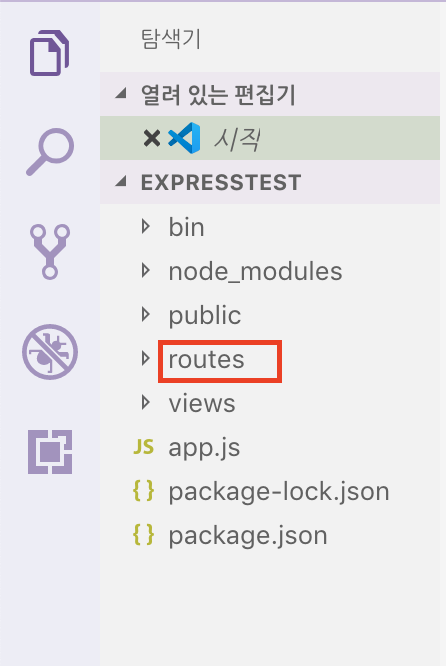 탐색기
열려 있는 편집기
시작
EXPRESSTEST
bin
node_modules
public
routes
views
JS app.js
{ } package-lock.json
{ } package.json